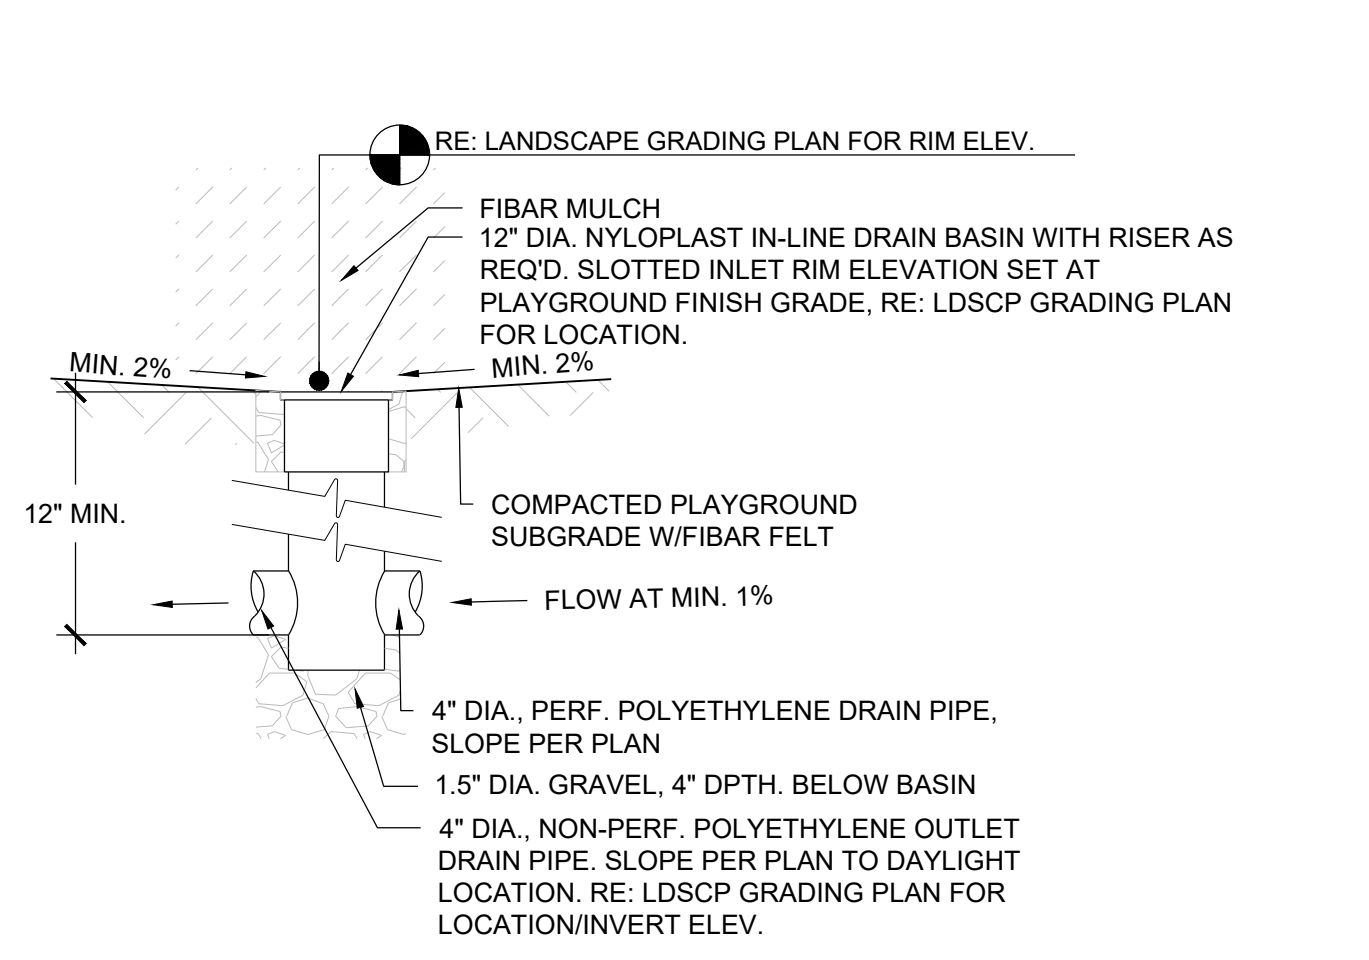 RE: LANDSCAPE GRADING PLAN FOR RIM ELEV.
FIBAR MULCH
12" DIA. NYLOPLAST IN-LINE DRAIN BASIN WITH RISER AS
REQ'D. SLOTTED INLET RIM ELEVATION SET AT
PLAYGROUND FINISH GRADE, RE: LDSCP GRADING PLAN
FOR LOCATION.
MIN. 2%
MIN. 2%
12" MIN.
COMPACTED PLAYGROUND
SUBGRADE W/FIBAR FELT
FLOW AT MIN. 1%
4" DIA., PERF. POLYETHYLENE DRAIN PIPE,
SLOPE PER PLAN
1.5" DIA. GRAVEL, 4" DPTH. BELOW BASIN
4" DIA., NON-PERF. POLYETHYLENE OUTLET
DRAIN PIPE. SLOPE PER PLAN TO DAYLIGHT
LOCATION. RE: LDSCP GRADING PLAN FOR
LOCATION/INVERT ELEV.